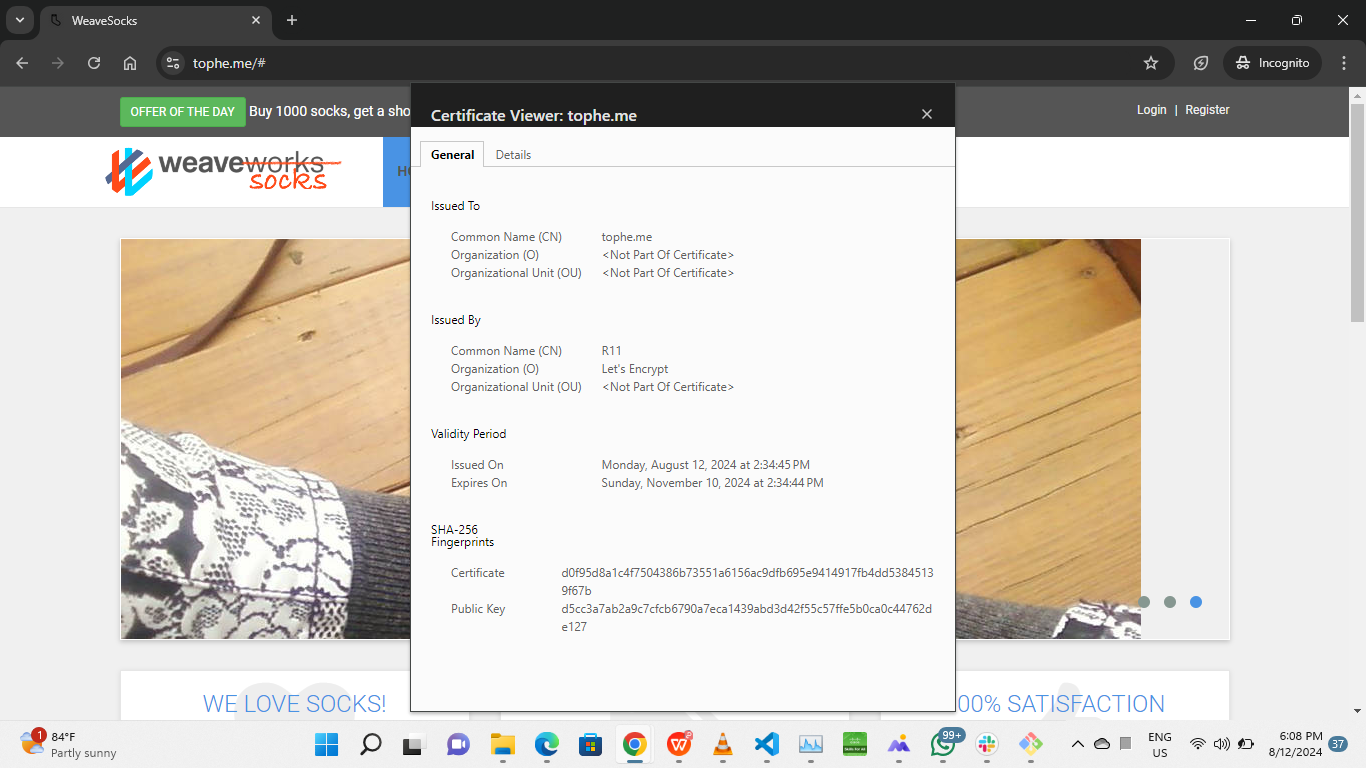 WeaveSocks
tophe.me/#
Incognito
OFFER OF THE DAY Buy 1000 socks, get a sho
Login | Register
weaveworks
socks
HO
Certificate Viewer: tophe.me
General Details
Issued To
Common Name (CN) tophe.me
Organization (O) <Not Part Of Certificate>
Organizational Unit (OU) <Not Part Of Certificate>
Issued By
Common Name (CN) R11
Organization (O) Let's Encrypt
Organizational Unit (OU) <Not Part Of Certificate>
Validity Period
Issued On Monday, August 12, 2024 at 2:34:45 PM
Expires On Sunday, November 10, 2024 at 2:34:44 PM
SHA-256
Fingerprints
Certificate d0f95d8a1c4f7504386b73551a6156ac9dfb695e9414917fb4dd5384513
9f67b
Public Key d5cc3a7ab2a9c7cfcb6790a7eca1439abd3d42f55c57ffe5b0ca0c44762d
e127
WE LOVE SOCKS!
00% SATISFACTION
1
84°F
Partly sunny
99+
ENG
US
6:08 PM
8/12/2024
37